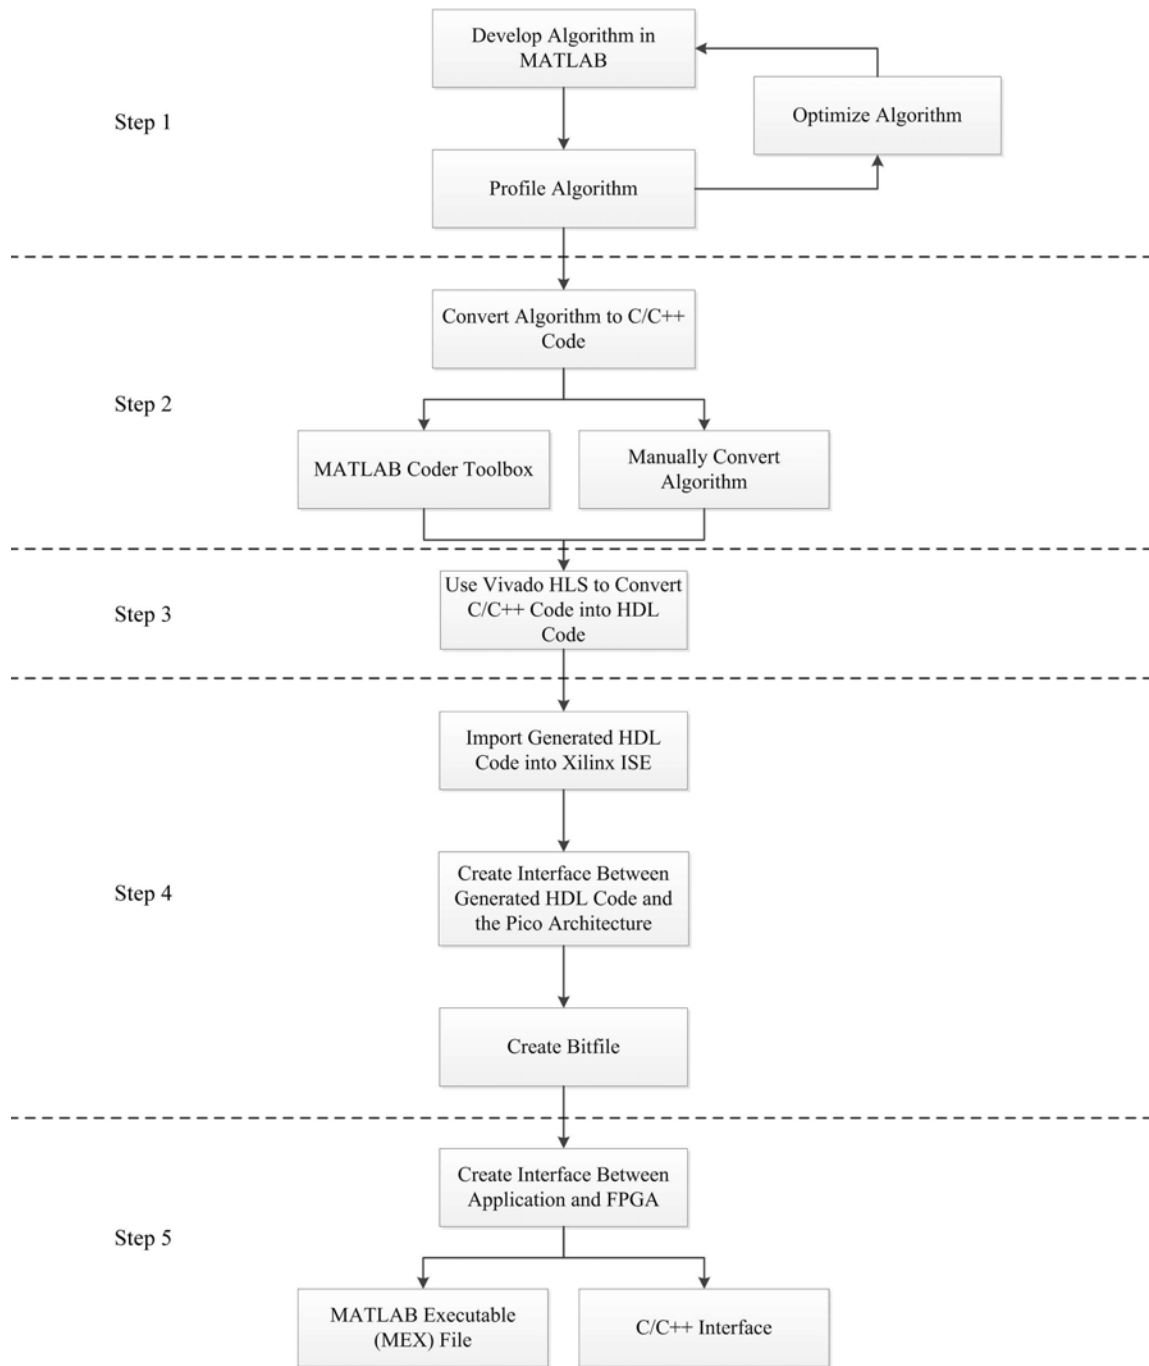 Develop Algorithm in
MATLAB
Optimize Algorithm
Step 1
Profile Algorithm
Convert Algorithm to C/C++
Code
Step 2
MATLAB Coder Toolbox
Manually Convert
Algorithm
Use Vivado HLS to Convert
C/C++ Code into HDL
Code
Step 3
Import Generated HDL
Code into Xilinx ISE
Create Interface Between
Generated HDL Code and
the Pico Architecture
Step 4
Create Bitfile
Create Interface Between
Application and FPGA
Step 5
MATLAB Executable
(MEX) File
C/C++ Interface